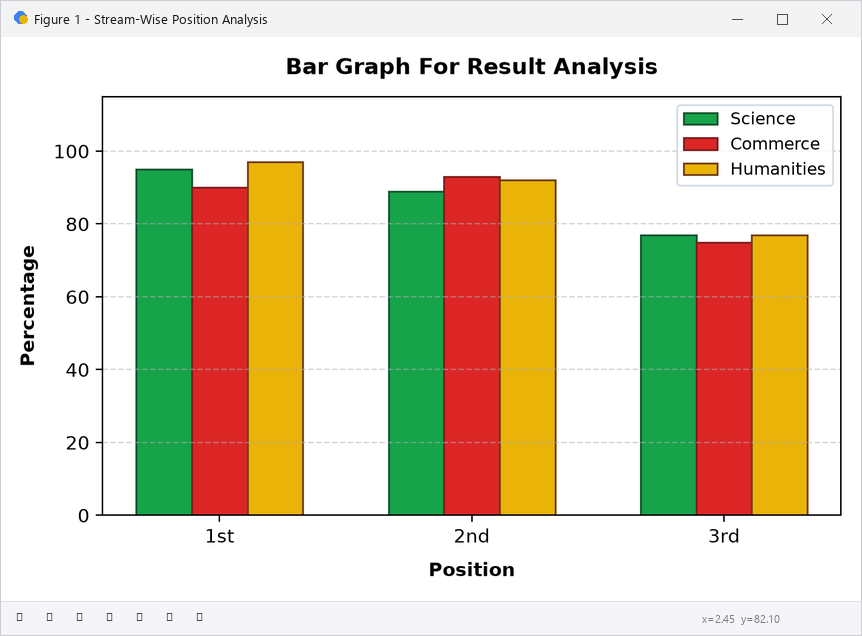 Figure 1 - Stream-Wise Position Analysis
Bar Graph For Result Analysis
Science
Commerce
Humanities
Percentage
100
80
60
40
20
0
1st 2nd 3rd
Position
x=2.45 y=82.10